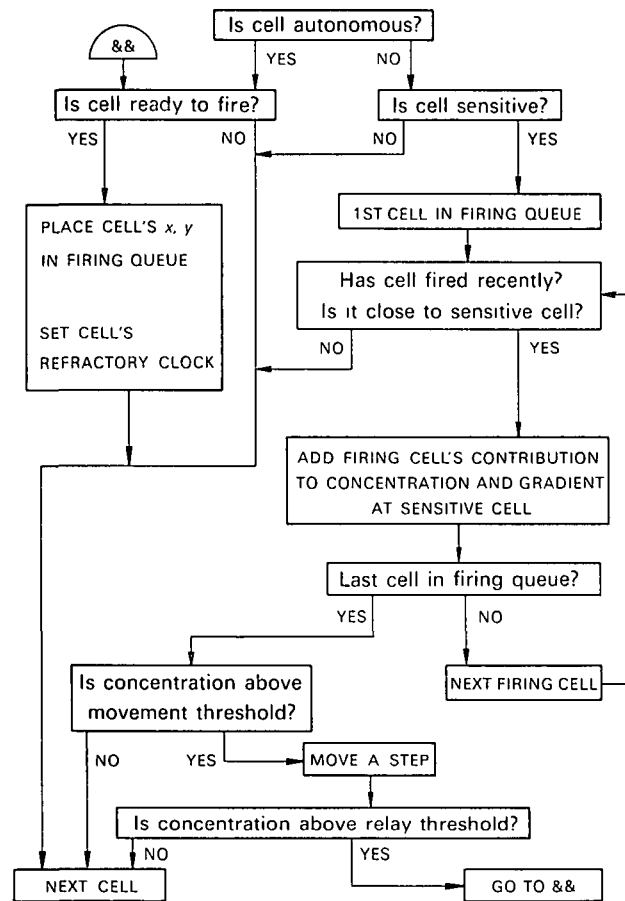 Is cell autonomous?
&&
YES
NO
Is cell ready to fire?
Is cell sensitive?
YES
NO
NO
YES
PLACE CELL'S x, y
IN FIRING QUEUE
SET CELL'S
REFRACTORY CLOCK
1ST CELL IN FIRING QUEUE
Has cell fired recently?
Is it close to sensitive cell?
NO
YES
ADD FIRING CELL'S CONTRIBUTION
TO CONCENTRATION AND GRADIENT
AT SENSITIVE CELL
Last cell in firing queue?
YES
NO
NEXT FIRING CELL
Is concentration above
movement threshold?
NO
YES
MOVE A STEP
Is concentration above relay threshold?
NO
YES
NEXT CELL
GO TO &&